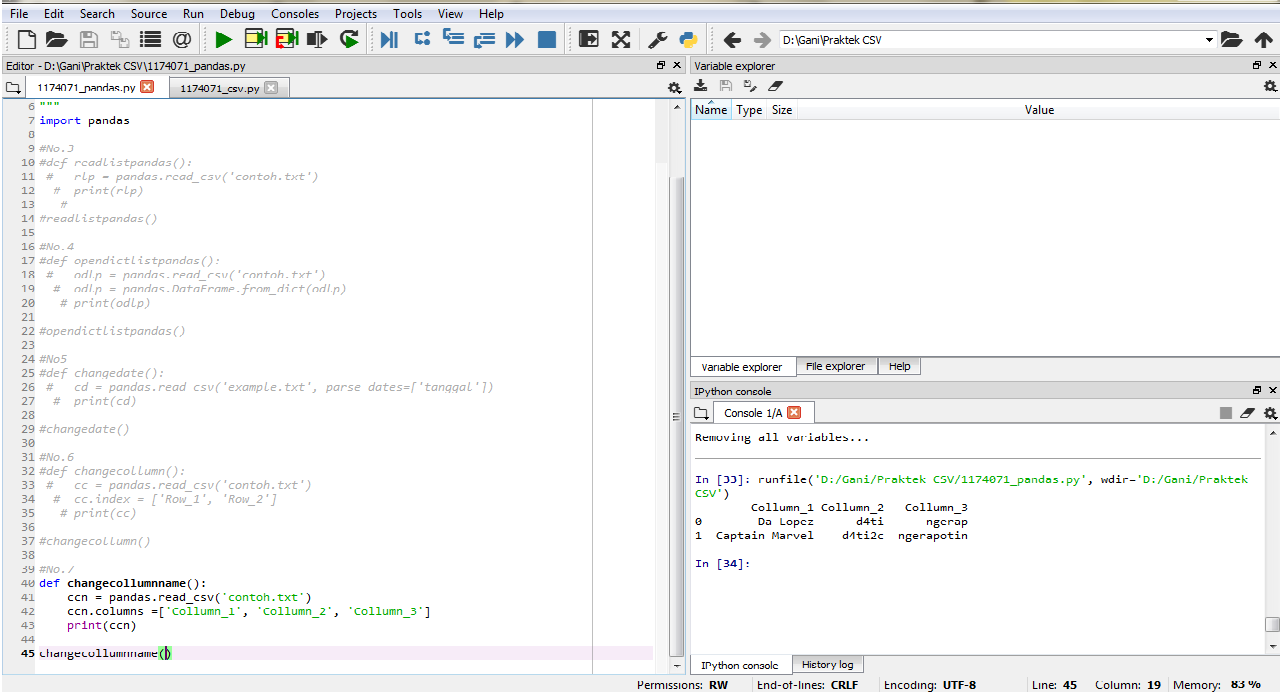 File Edit Search Source Run Debug Consoles Projects Tools View Help
D:\Gani\Praktek CSV
Editor - D:\Gani\Praktek CSV\1174071_pandas.py
1174071_pandas.py 1174071_csv.py
6 """
7 import pandas
8
9 #No.3
10 #def readlistpandas():
11 #   rlp = pandas.read_csv('contoh.txt')
12 #  print(rlp)
13 #
14 #readlistpandas()
15
16 #No.4
17 #def opendictlistpandas():
18 #   odlp = pandas.read_csv('contoh.txt')
19 #  odlp = pandas.DataFrame.from_dict(odlp)
20 # print(odlp)
21
22 #opendictlistpandas()
23
24 #No5
25 #def changedate():
26 #   cd = pandas.read_csv('example.txt', parse_dates=['tanggal'])
27 #  print(cd)
28
29 #changedate()
30
31 #No.6
32 #def changecollumn():
33 #   cc = pandas.read_csv('contoh.txt')
34 #  cc.index = ['Row_1', 'Row_2']
35 # print(cc)
36
37 #changecollumn()
38
39 #No.7
40 def changecollumnname():
41 ccn = pandas.read_csv('contoh.txt')
42 ccn.columns =['Collumn_1', 'Collumn_2', 'Collumn_3']
43 print(ccn)
44
45 changecollumnname()
Variable explorer
Name Type Size Value
Variable explorer File explorer Help
IPython console
Console 1/A
Removing all variables...
In [33]: runfile('D:/Gani/Praktek CSV/1174071_pandas.py', wdir='D:/Gani/Praktek
CSV')
Collumn_1 Collumn_2 Collumn_3
0 Da Lopez d4ti ngerap
1 Captain Marvel d4ti2c ngerapotin
In [34]:
IPython console History log
Permissions: RW End-of-lines: CRLF Encoding: UTF-8 Line: 45 Column: 19 Memory: 83 %